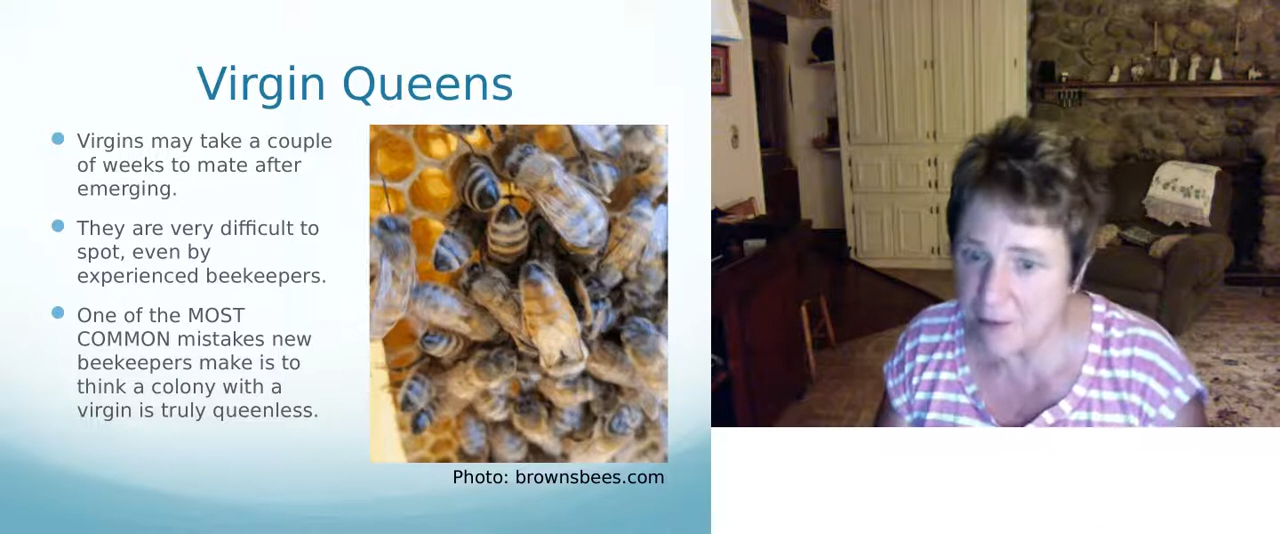 Virgin Queens
Virgins may take a couple
of weeks to mate after
emerging.
They are very difficult to
spot, even by
experienced beekeepers.
One of the MOST
COMMON mistakes new
beekeepers make is to
think a colony with a
virgin is truly queenless.
Photo: brownsbees.com